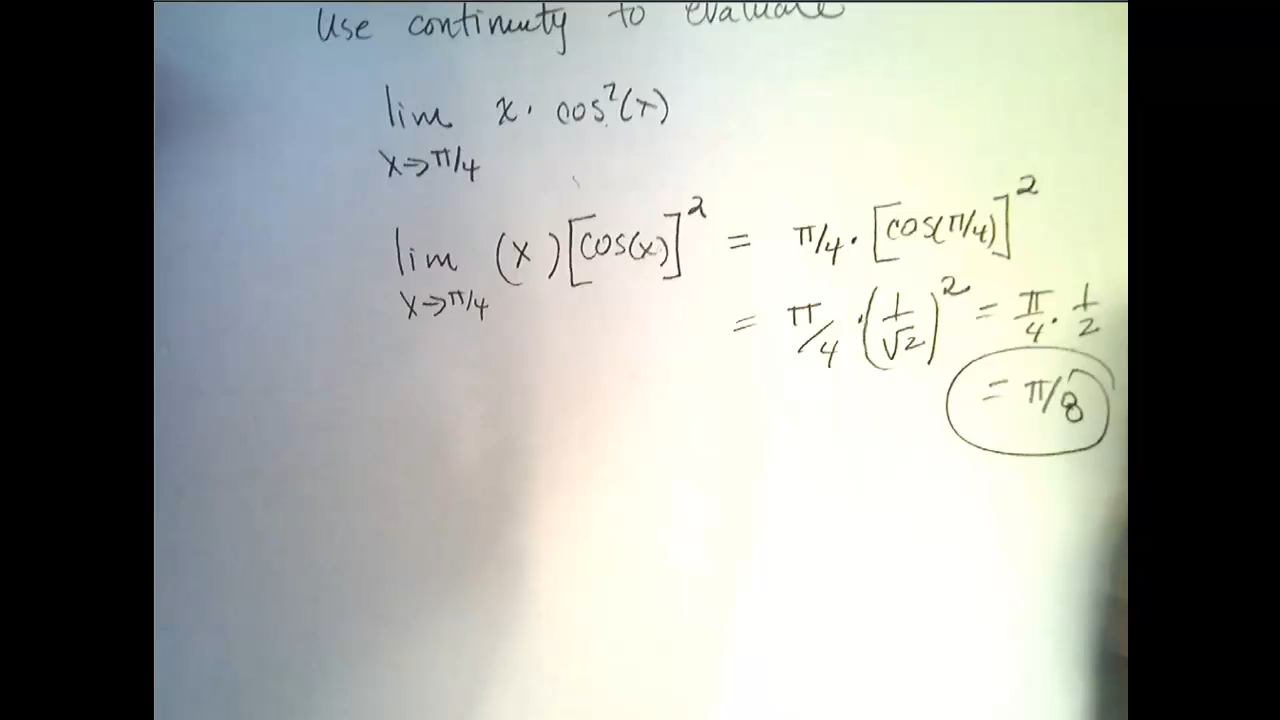 Use continuity to evaluate
lim x · cos²(x)
x→π/4
lim (x)[cos(x)]² = π/4 · [cos(π/4)]²
x→π/4
= π/4 · (1/√2)² = π/4 · 1/2
= π/8